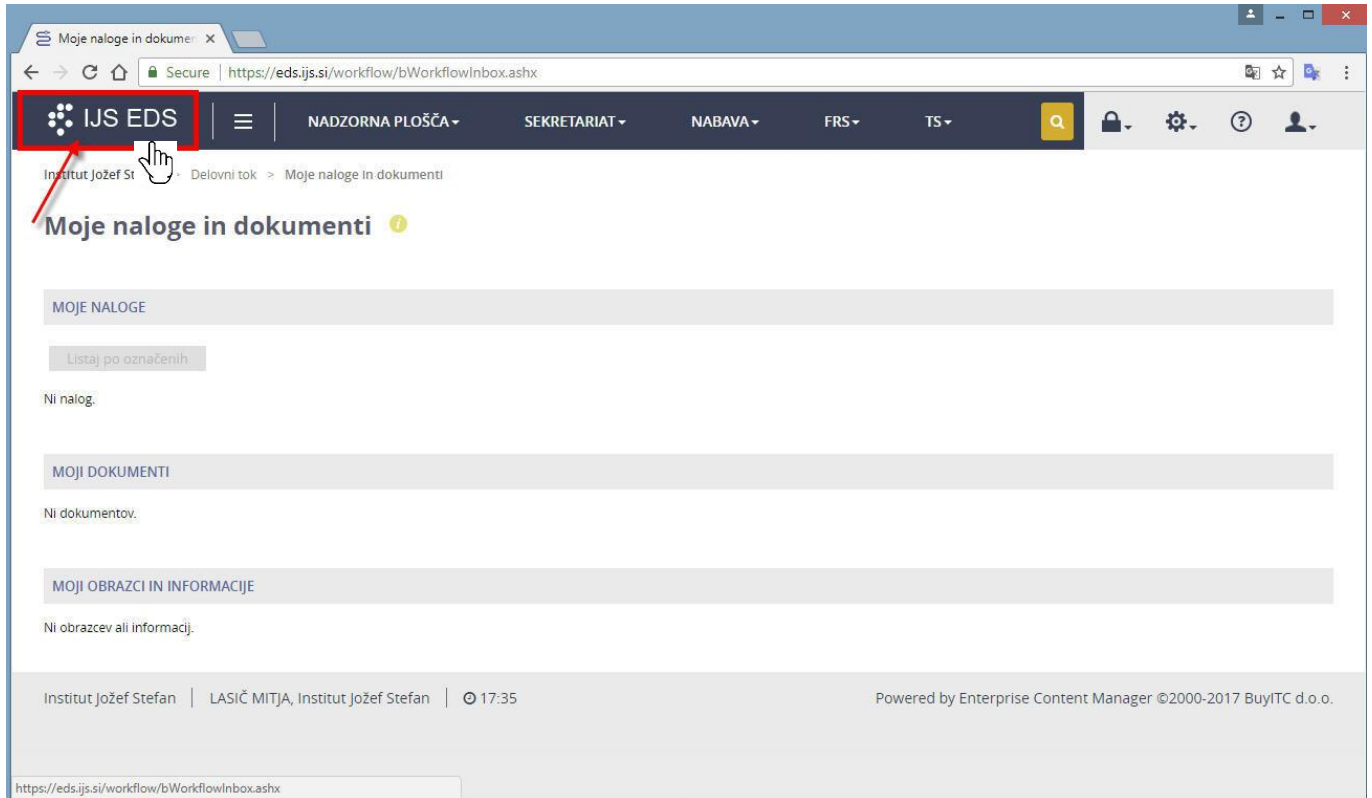 Moje naloge in dokumen
Secure | https://eds.ijs.si/workflow/bWorkflowInbox.ashx
IJS EDS NADZORNA PLOŠČA SEKRETARIAT NABAVA FRS TS
Institut Jožef St > Delovni tok > Moje naloge in dokumenti
Moje naloge in dokumenti
MOJE NALOGE
Listaj po označenih
Ni nalog.
MOJI DOKUMENTI
Ni dokumentov.
MOJI OBRAZCI IN INFORMACIJE
Ni obrazcev ali informacij.
Institut Jožef Stefan | LASIČ MITJA, Institut Jožef Stefan | 17:35 Powered by Enterprise Content Manager ©2000-2017 BuyITC d.o.o.
https://eds.ijs.si/workflow/bWorkflowInbox.ashx